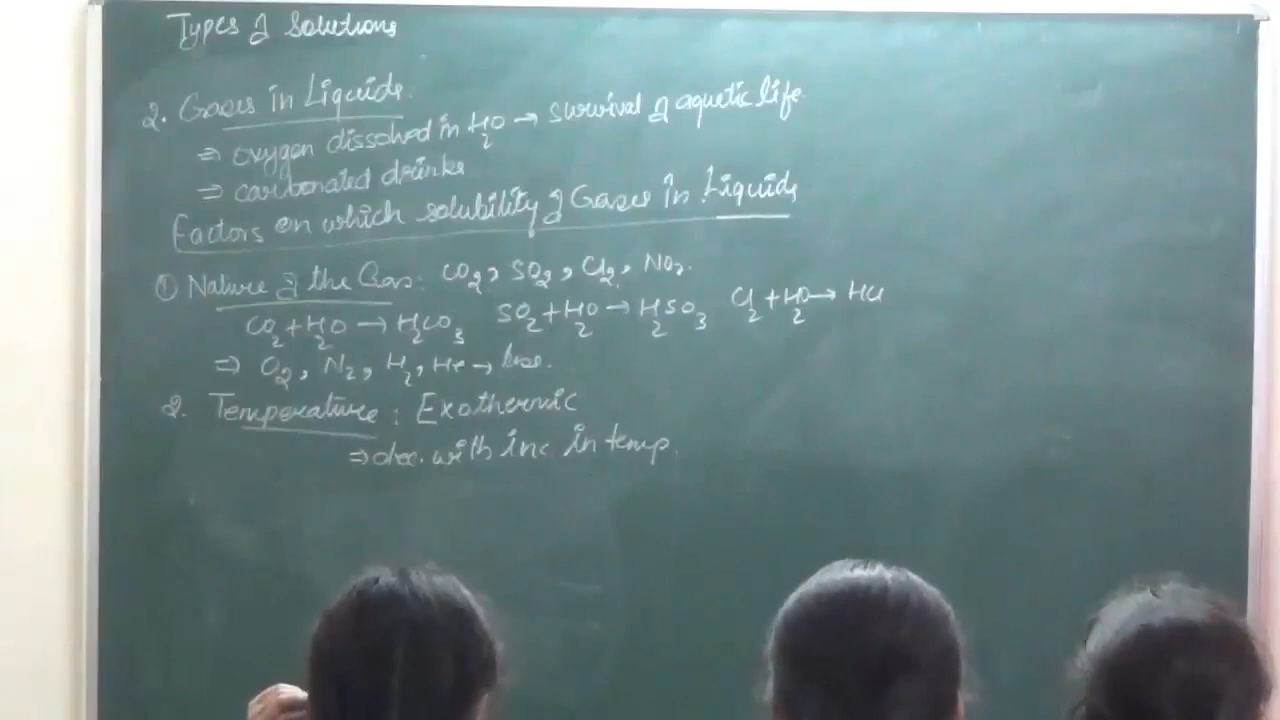 Types of Solutions
2. Gases in Liquids.
⇒ oxygen dissolved in H2O → survival of aquatic life
⇒ carbonated drinks
Factors on which solubility of Gases in Liquids
① Nature of the Gas: CO2, SO2, Cl2, NO2.
CO2 + H2O → H2CO3 SO2 + H2O → H2SO3 Cl2 + H2O → HCl
⇒ O2, N2, H2, He → less.
2. Temperature: Exothermic
⇒ dec. with inc in temp.